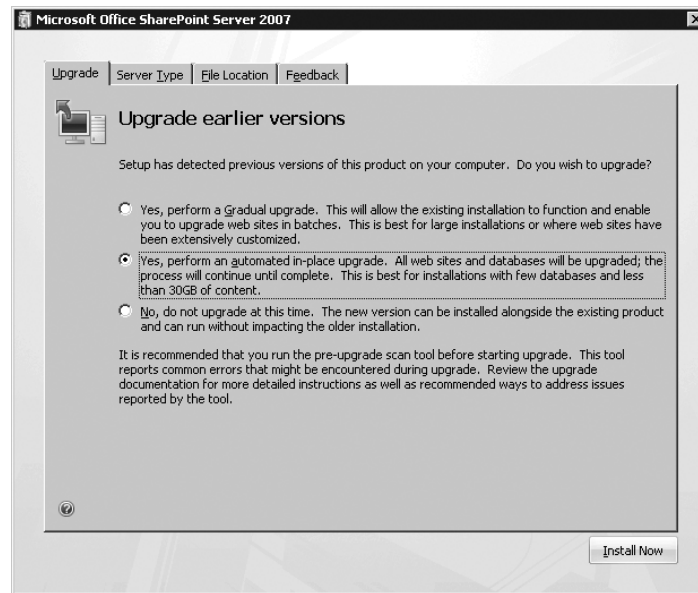 Microsoft Office SharePoint Server 2007
Upgrade
Server Type
File Location
Feedback
Upgrade earlier versions
Setup has detected previous versions of this product on your computer. Do you wish to upgrade?
Yes, perform a Gradual upgrade. This will allow the existing installation to function and enable
you to upgrade web sites in batches. This is best for large installations or where web sites have
been extensively customized.
Yes, perform an automated in-place upgrade. All web sites and databases will be upgraded; the
process will continue until complete. This is best for installations with few databases and less
than 30GB of content.
No, do not upgrade at this time. The new version can be installed alongside the existing product
and can run without impacting the older installation.
It is recommended that you run the pre-upgrade scan tool before starting upgrade. This tool
reports common errors that might be encountered during upgrade. Review the upgrade
documentation for more detailed instructions as well as recommended ways to address issues
reported by the tool.
Install Now